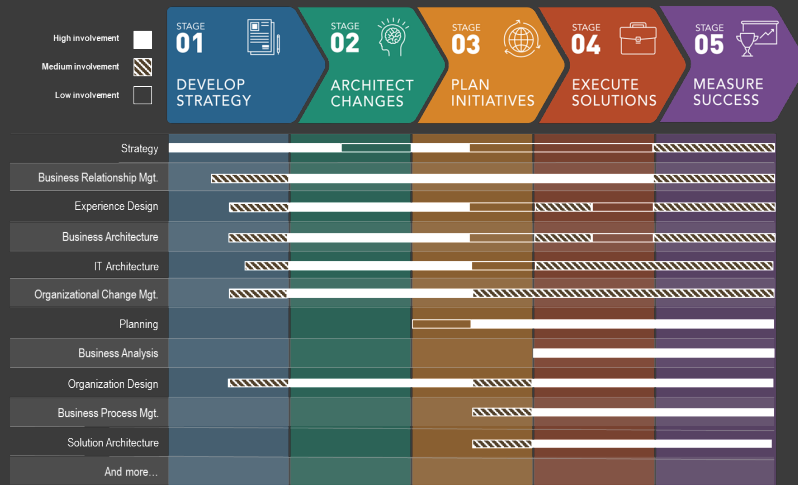 High involvement
Medium involvement
Low involvement
STAGE
01
DEVELOP
STRATEGY
STAGE
02
ARCHITECT
CHANGES
STAGE
03
PLAN
INITIATIVES
STAGE
04
EXECUTE
SOLUTIONS
STAGE
05
MEASURE
SUCCESS
Strategy
Business Relationship Mgt.
Experience Design
Business Architecture
IT Architecture
Organizational Change Mgt.
Planning
Business Analysis
Organization Design
Business Process Mgt.
Solution Architecture
And more...